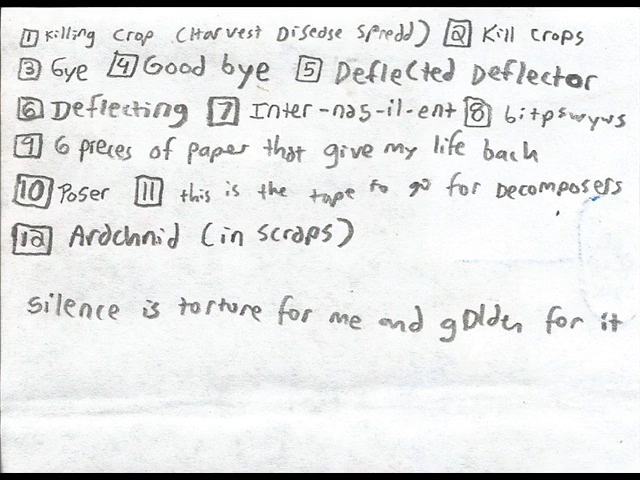 1 Killing Crop (Harvest Disease Spredd) 2 Kill Crops
3 Gye 4 Good bye 5 Deflected Deflector
6 Deflecting 7 Inter-nas-il-ent 8 bitpswyws
9 6 pieces of paper that give my life back
10 Poser 11 this is the tape to go for Decomposers
12 Arachnid (in scraps)
silence is torture for me and gOlden for it